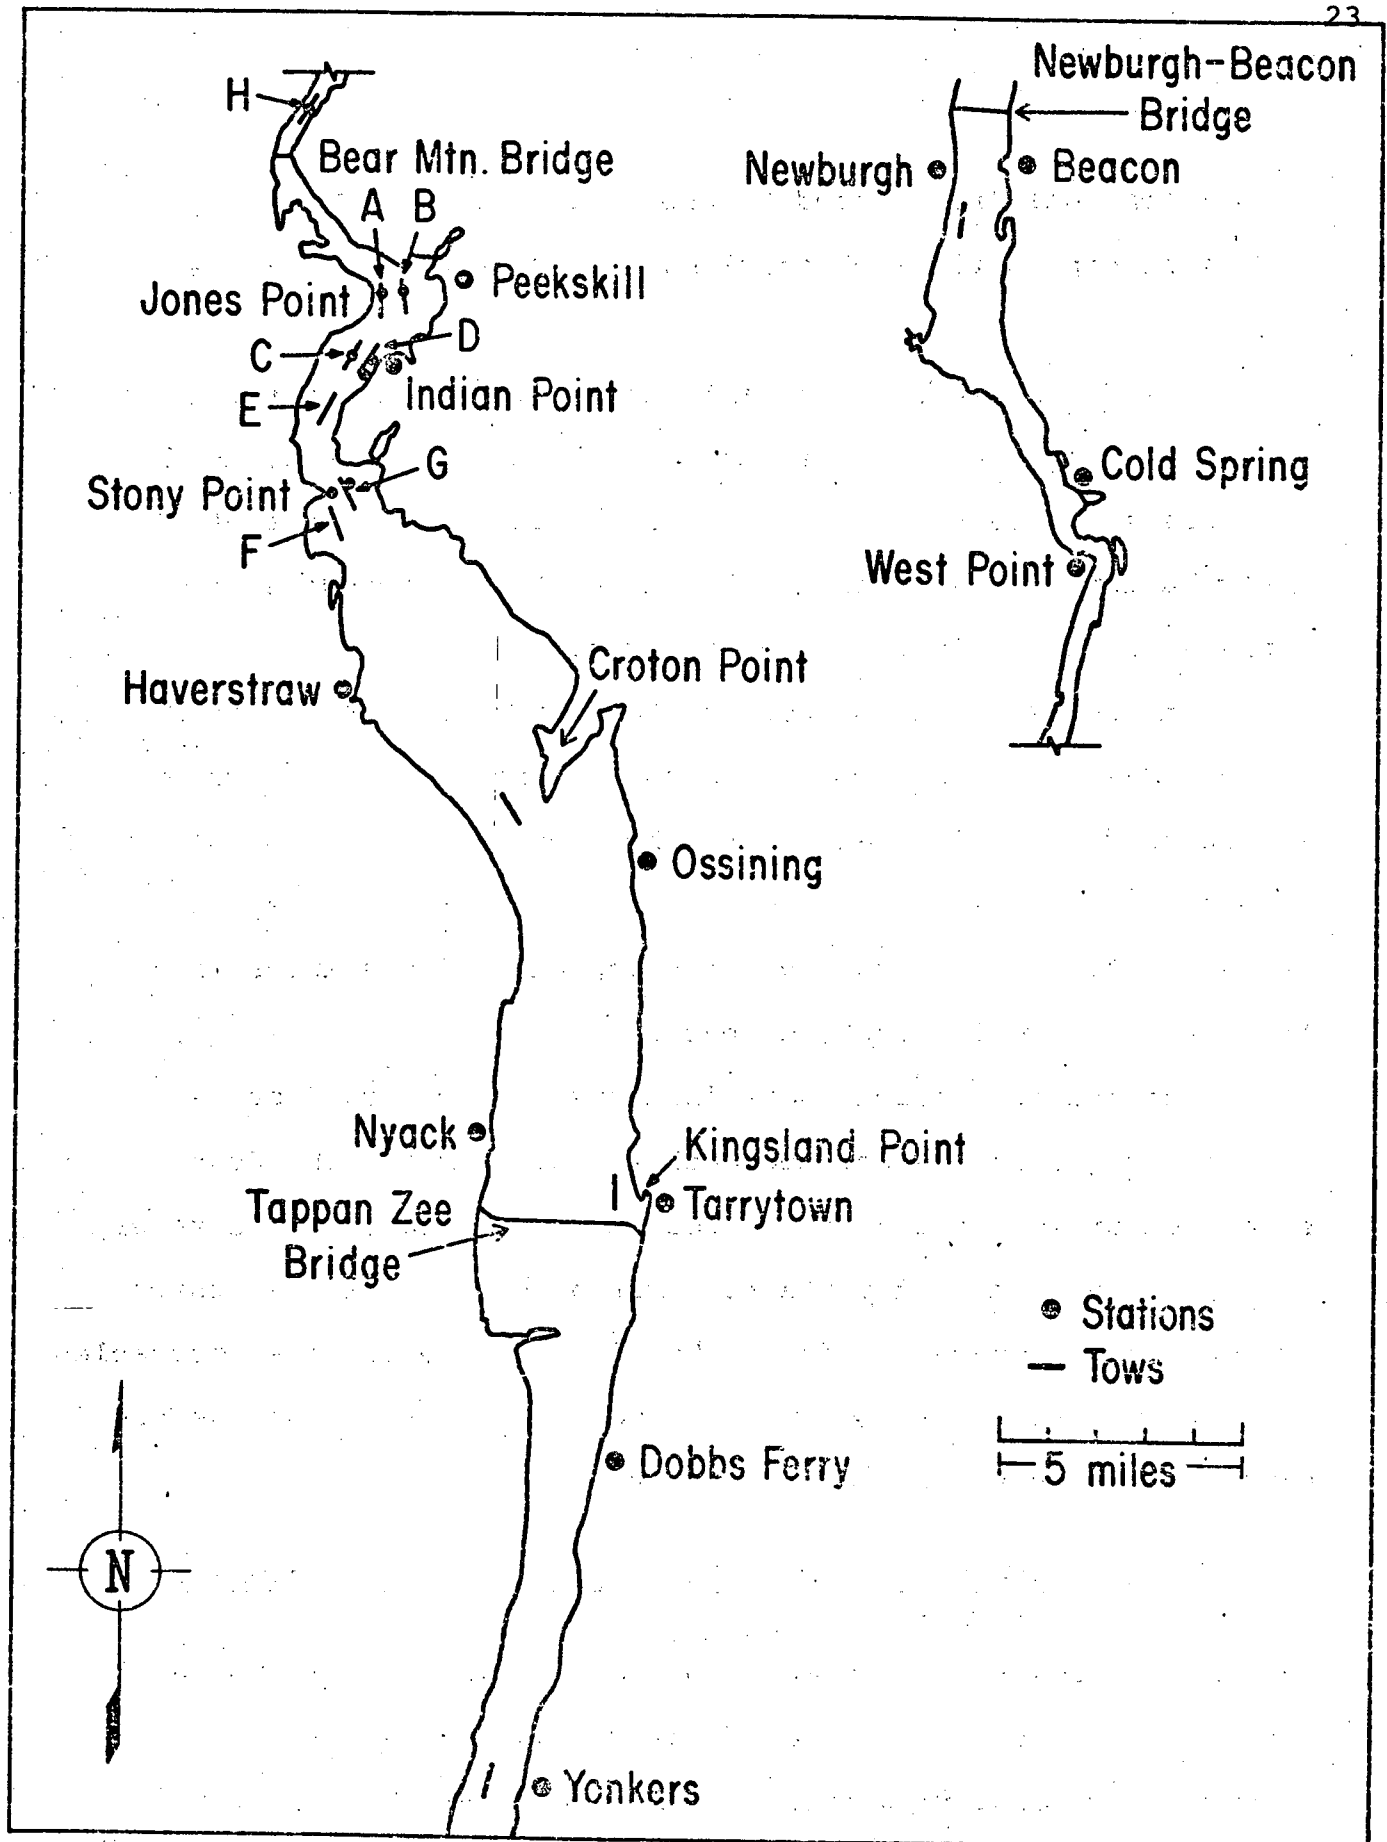 23
Newburgh-Beacon
Bridge
H
Bear Mtn. Bridge
Newburgh
Beacon
A B
Peekskill
Jones Point
D
C
Indian Point
E
G
Cold Spring
Stony Point
F
West Point
Croton Point
Haverstraw
Ossining
Nyack
Kingsland Point
Tappan Zee
Bridge
Tarrytown
Stations
Tows
5 miles
Dobbs Ferry
N
Yonkers